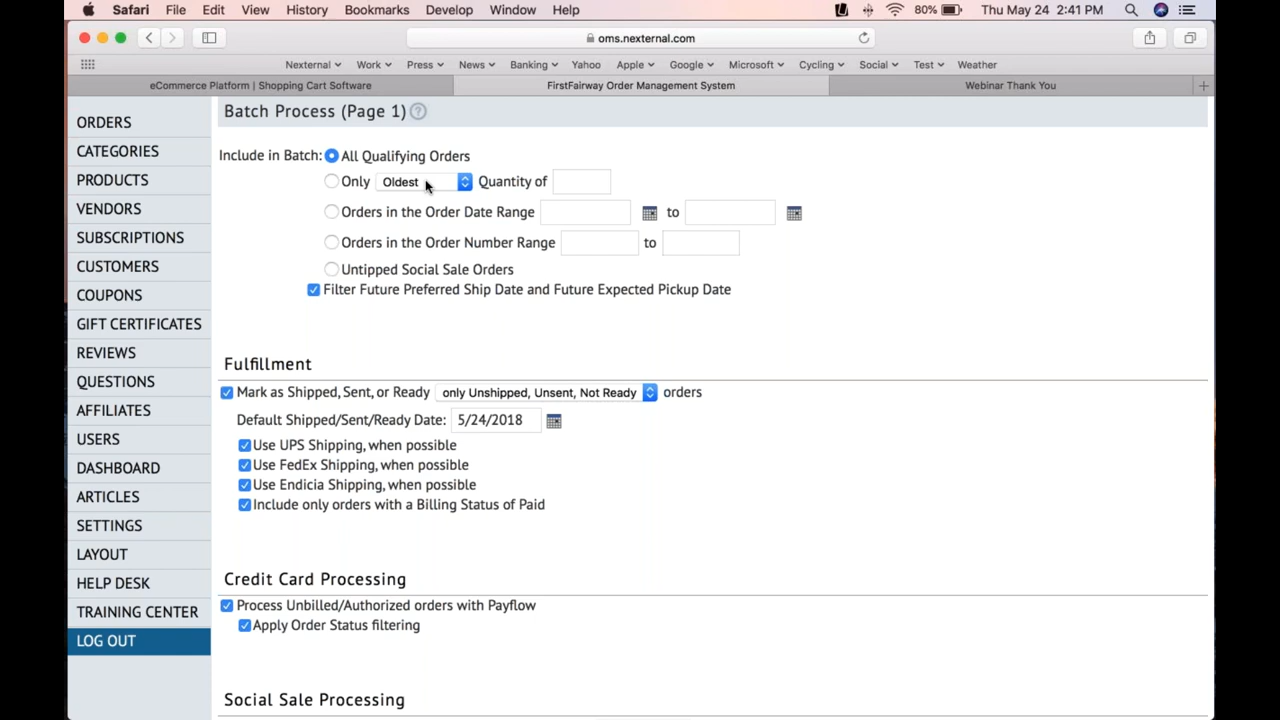 Safari File Edit View History Bookmarks Develop Window Help 80% Thu May 24 2:41 PM
oms.nexternal.com
Nexternal Work Press News Banking Yahoo Apple Google Microsoft Cycling Social Test Weather
eCommerce Platform | Shopping Cart Software FirstFairway Order Management System Webinar Thank You +
ORDERS
CATEGORIES
PRODUCTS
VENDORS
SUBSCRIPTIONS
CUSTOMERS
COUPONS
GIFT CERTIFICATES
REVIEWS
QUESTIONS
AFFILIATES
USERS
DASHBOARD
ARTICLES
SETTINGS
LAYOUT
HELP DESK
TRAINING CENTER
LOG OUT
Batch Process (Page 1) ?
Include in Batch: All Qualifying Orders
Only Oldest Quantity of
Orders in the Order Date Range to
Orders in the Order Number Range to
Untipped Social Sale Orders
Filter Future Preferred Ship Date and Future Expected Pickup Date
Fulfillment
Mark as Shipped, Sent, or Ready only Unshipped, Unsent, Not Ready orders
Default Shipped/Sent/Ready Date: 5/24/2018
Use UPS Shipping, when possible
Use FedEx Shipping, when possible
Use Endicia Shipping, when possible
Include only orders with a Billing Status of Paid
Credit Card Processing
Process Unbilled/Authorized orders with Payflow
Apply Order Status filtering
Social Sale Processing